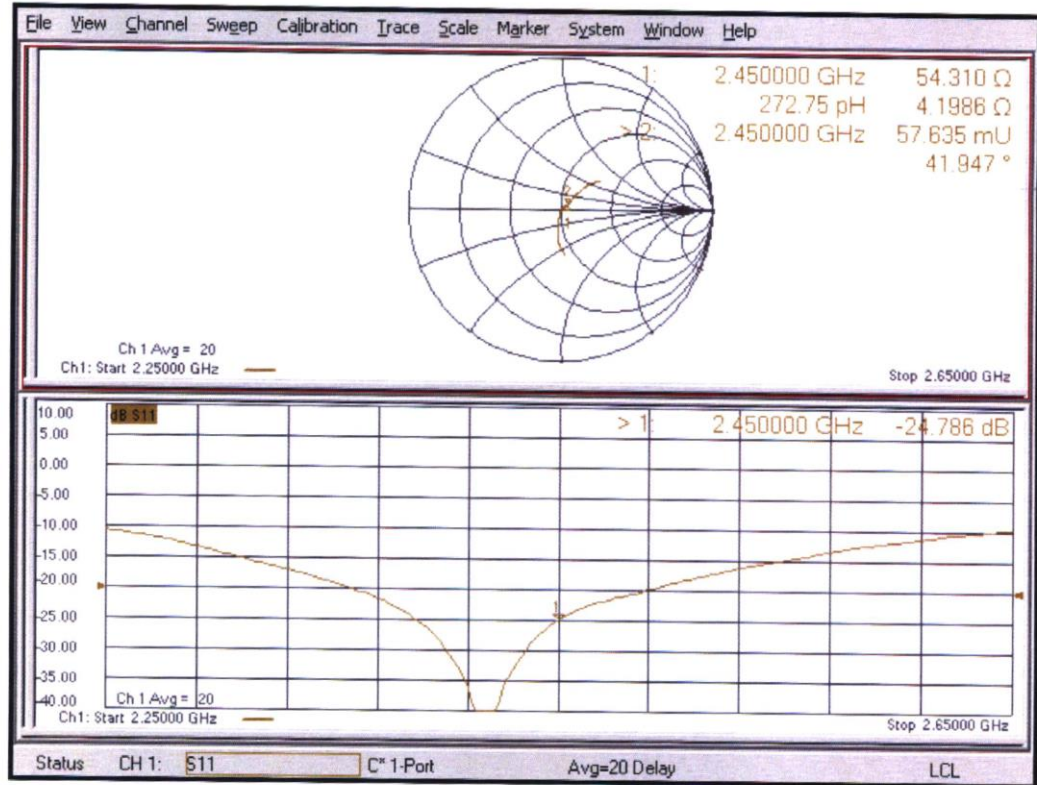 File View Channel Sweep Calibration Trace Scale Marker System Window Help
1: 2.450000 GHz 54.310 Ω
272.75 pH 4.1986 Ω
> 2: 2.450000 GHz 57.635 mU
41.947 °
Ch 1 Avg = 20
Ch1: Start 2.25000 GHz
Stop 2.65000 GHz
10.00
dB S11
> 1: 2.450000 GHz -24.786 dB
5.00
0.00
-5.00
-10.00
-15.00
-20.00
-25.00
1
-30.00
-35.00
-40.00
Ch 1 Avg = 20
Ch1: Start 2.25000 GHz
Stop 2.65000 GHz
Status CH 1: S11 C* 1-Port Avg=20 Delay LCL